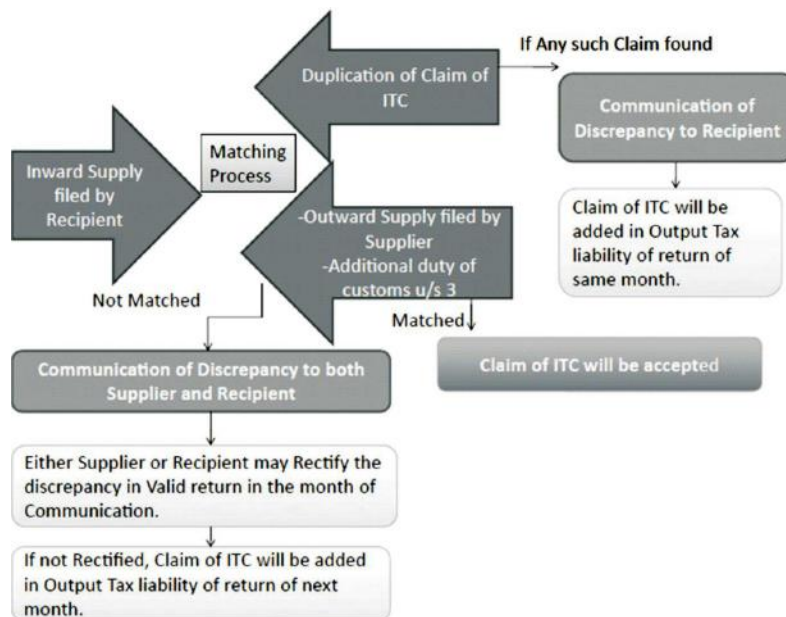 If Any such Claim found
Duplication of Claim of
ITC
Communication of
Discrepancy to Recipient
Matching
Process
Inward Supply filed by
Recipient
-Outward Supply filed by
Supplier
-Additional duty of
customs u/s 3
Claim of ITC will be
added in Output Tax
liability of return of
same month.
Not Matched
Matched
Communication of Discrepancy to both
Supplier and Recipient
Claim of ITC will be accepted
Either Supplier or Recipient may Rectify the
discrepancy in Valid return in the month of
Communication.
If not Rectified, Claim of ITC will be added
in Output Tax liability of return of next
month.